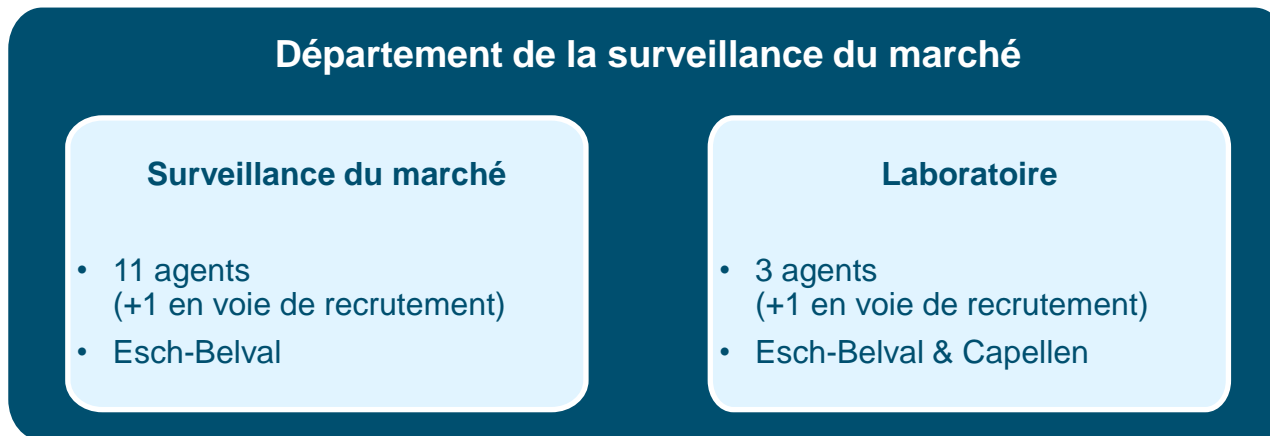 Département de la surveillance du marché
Surveillance du marché
• 11 agents
(+1 en voie de recrutement)
• Esch-Belval
Laboratoire
• 3 agents
(+1 en voie de recrutement)
• Esch-Belval & Capellen